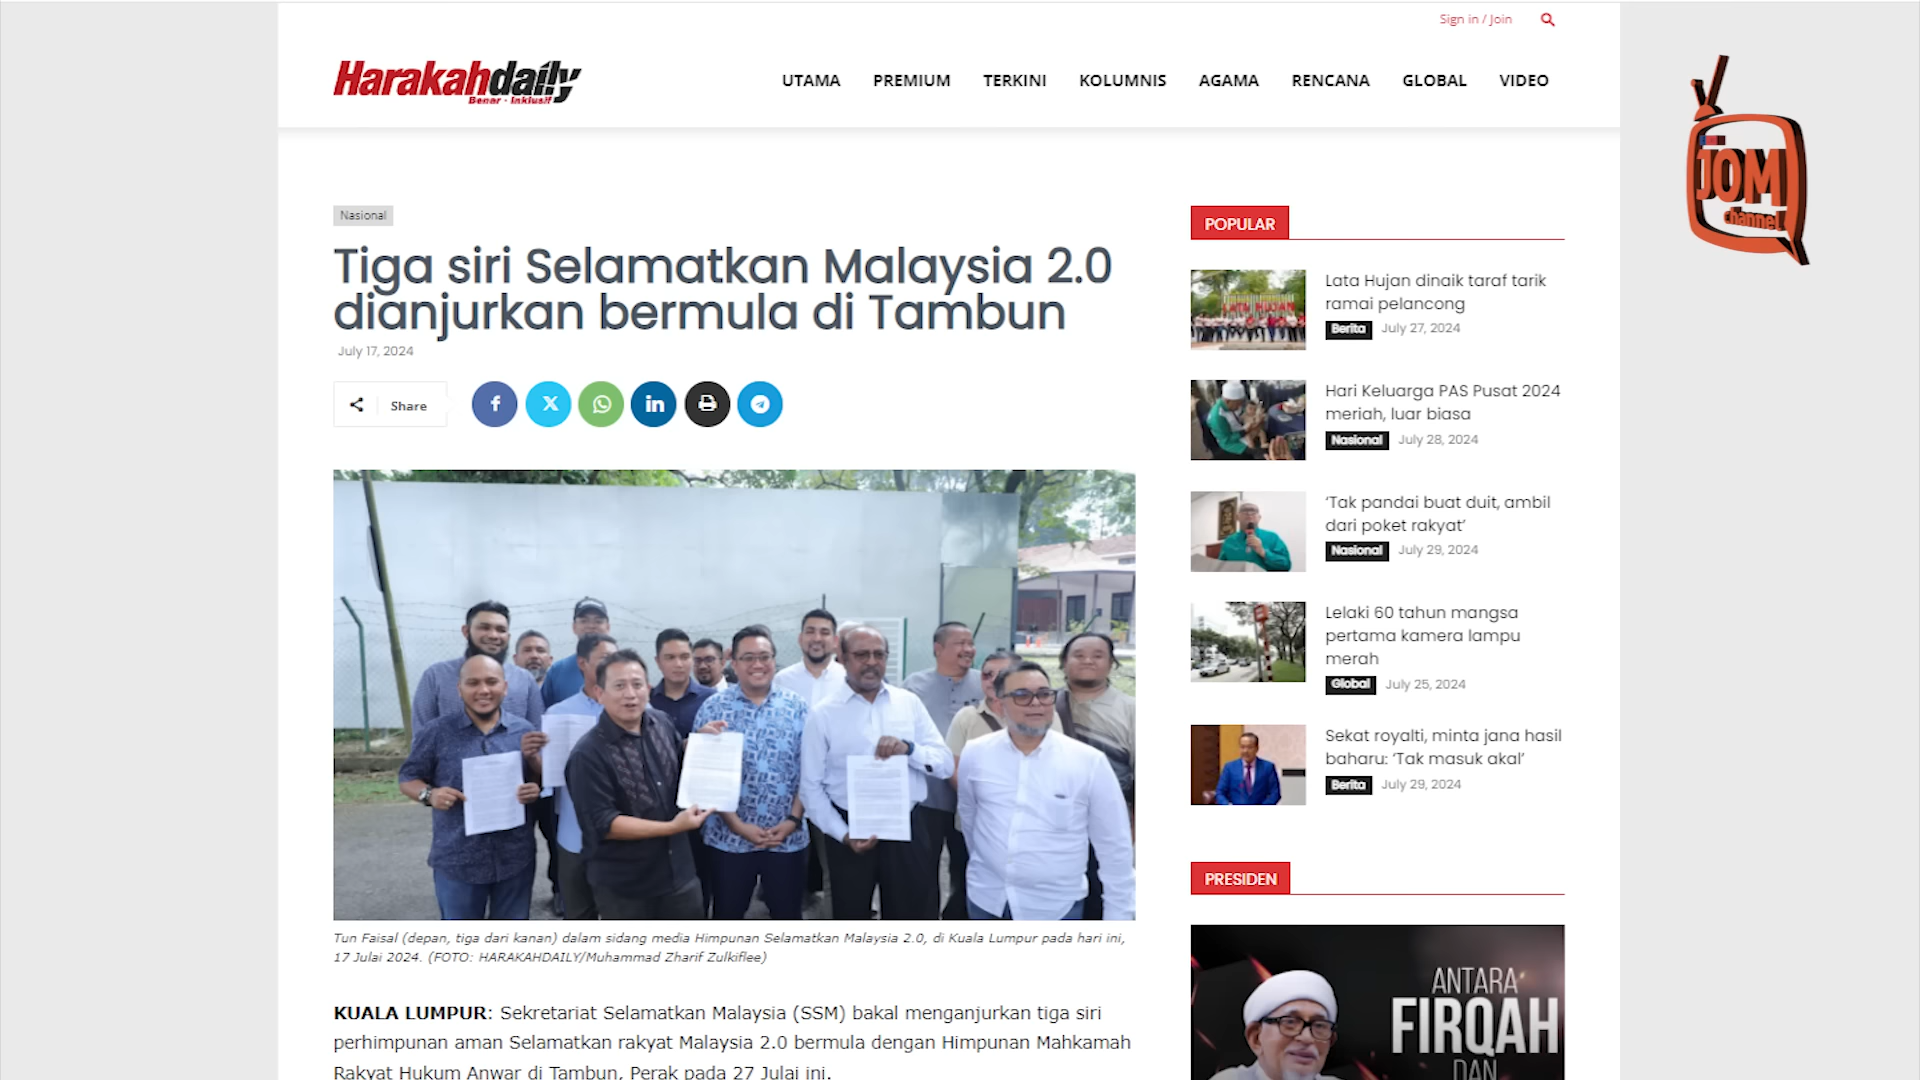 Sign in / Join
Harakahdaily
Benar - Inklusif
UTAMA PREMIUM TERKINI KOLUMNIS AGAMA RENCANA GLOBAL VIDEO
JOM
channel
Nasional
Tiga siri Selamatkan Malaysia 2.0
dianjurkan bermula di Tambun
July 17, 2024
Share
Tun Faisal (depan, tiga dari kanan) dalam sidang media Himpunan Selamatkan Malaysia 2.0, di Kuala Lumpur pada hari ini,
17 Julai 2024. (FOTO: HARAKAHDAILY/Muhammad Zharif Zulkiflee)
KUALA LUMPUR: Sekretariat Selamatkan Malaysia (SSM) bakal menganjurkan tiga siri
perhimpunan aman Selamatkan rakyat Malaysia 2.0 bermula dengan Himpunan Mahkamah
Rakyat Hukum Anwar di Tambun, Perak pada 27 Julai ini.
POPULAR
LATA HUJAN
Lata Hujan dinaik taraf tarik
ramai pelancong
Berita July 27, 2024
Hari Keluarga PAS Pusat 2024
meriah, luar biasa
Nasional July 28, 2024
‘Tak pandai buat duit, ambil
dari poket rakyat’
Nasional July 29, 2024
Lelaki 60 tahun mangsa
pertama kamera lampu
merah
Global July 25, 2024
Sekat royalti, minta jana hasil
baharu: ‘Tak masuk akal’
Berita July 29, 2024
PRESIDEN
ANTARA
FIRQAH
DAN